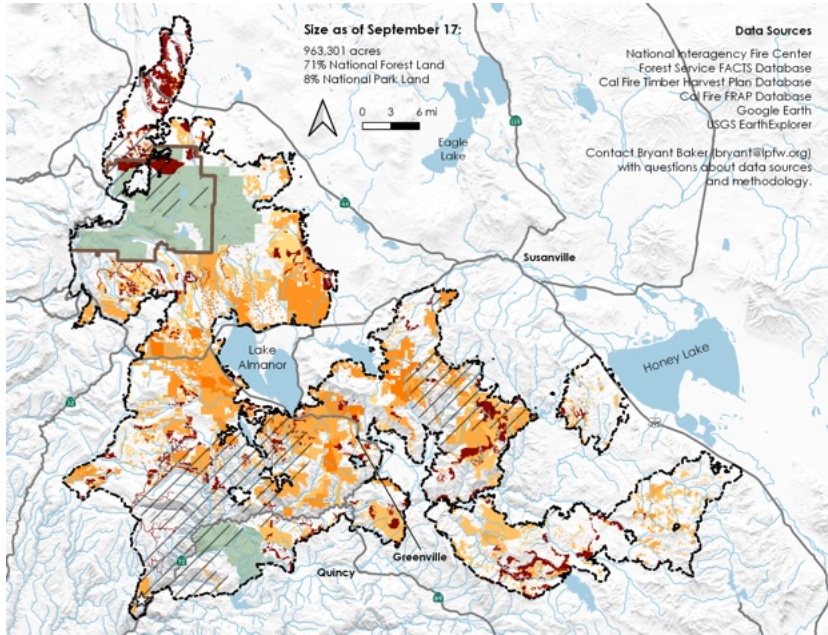 Size as of September 17:
963,301 acres
71% National Forest Land
8% National Park Land
0 3 6 mi
Data Sources
National Interagency Fire Center
Forest Service FACTS Database
Cal Fire Timber Harvest Plan Database
Cal Fire FRAP Database
Google Earth
USGS EarthExplorer
Contact Bryant Baker (bryant@lpfw.org)
with questions about data sources
and methodology.
Eagle
Lake
44
Susanville
Lake
Almanor
Honey Lake
32
Greenville
Quincy